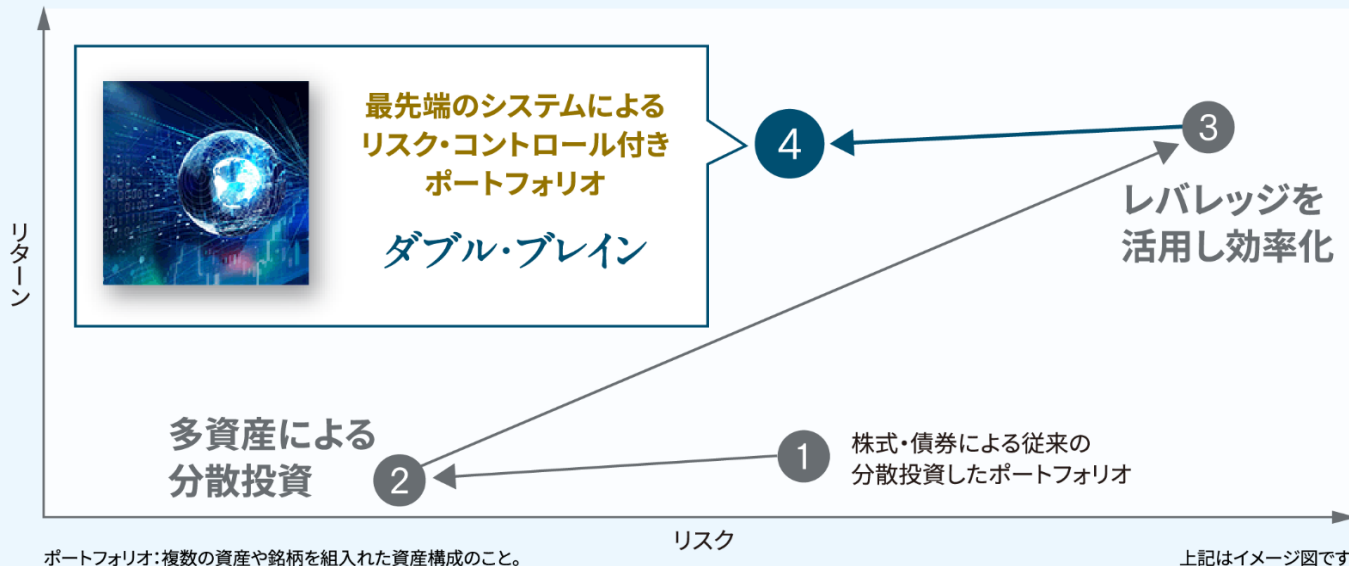 最先端のシステムによる
リスク・コントロール付き
ポートフォリオ
ダブル・ブレイン
4
3
レバレッジを
活用し効率化
リターン
多資産による
分散投資
2
1
株式・債券による従来の
分散投資したポートフォリオ
リスク
ポートフォリオ：複数の資産や銘柄を組入れた資産構成のこと。
上記はイメージ図です